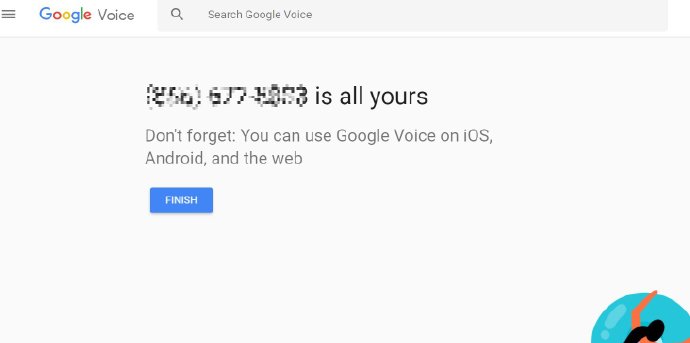 Google Voice
Search Google Voice
is all yours
Don't forget: You can use Google Voice on iOS,
Android, and the web
FINISH